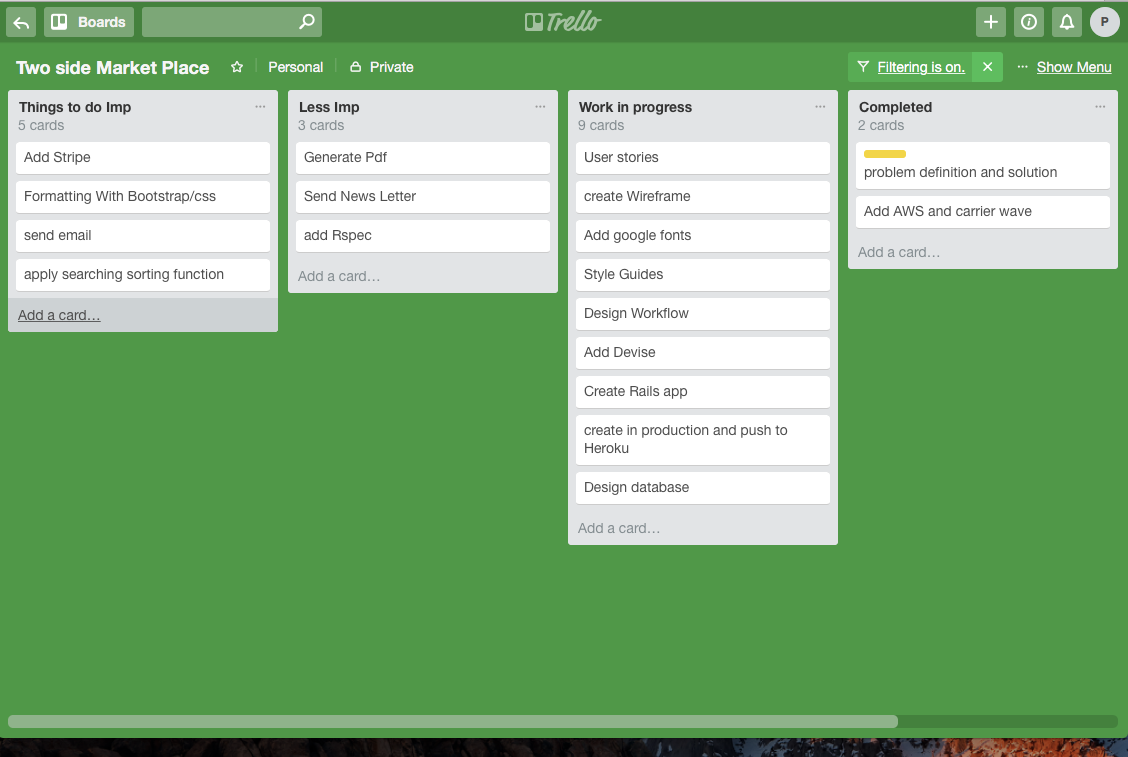 Boards
Trello
P
Two side Market Place
Personal
Private
Filtering is on.
Show Menu
Things to do Imp
5 cards
Add Stripe
Formatting With Bootstrap/css
send email
apply searching sorting function
Add a card…
Less Imp
3 cards
Generate Pdf
Send News Letter
add Rspec
Add a card…
Work in progress
9 cards
User stories
create Wireframe
Add google fonts
Style Guides
Design Workflow
Add Devise
Create Rails app
create in production and push to
Heroku
Design database
Add a card…
Completed
2 cards
problem definition and solution
Add AWS and carrier wave
Add a card…